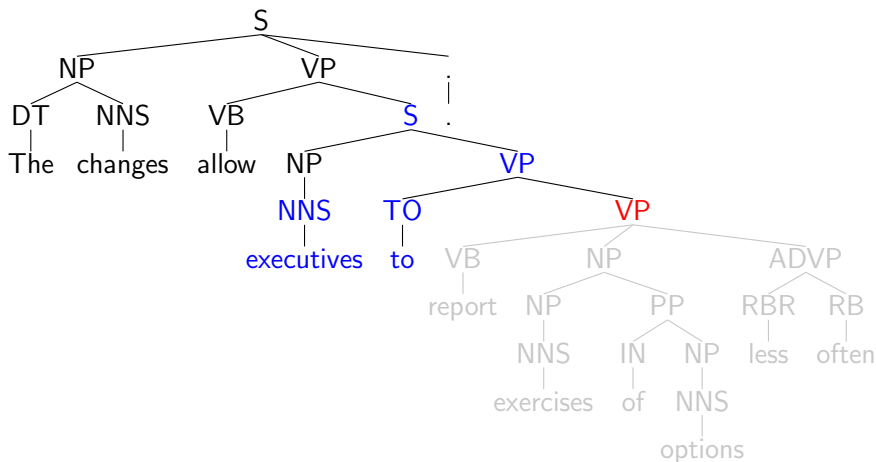 S
NP VP .
DT NNS VB S .
The changes allow NP VP
NNS TO VP
executives to VB NP ADVP
report NP PP RBR RB
NNS IN NP less often
exercises of NNS
options